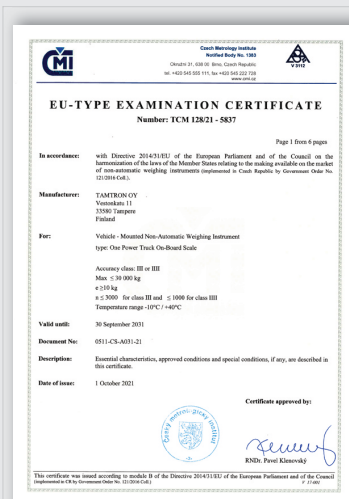 CMI
Czech Metrology Institute
Notified Body No. 1383
Okružní 31, 638 00 Brno, Czech Republic
tel. +420 545 555 111, fax +420 545 222 728
www.cmi.cz
V 3112
EU-TYPE EXAMINATION CERTIFICATE
Number: TCM 128/21 - 5837
Page 1 from 6 pages
In accordance: with Directive 2014/31/EU of the European Parliament and of the Council on the
harmonization of the laws of the Member States relating to the making available on the market
of non-automatic weighing instruments (implemented in Czech Republic by Government Order No.
121/2016 Coll.).
Manufacturer: TAMTRON OY
Vestonkatu 11
33580 Tampere
Finland
For: Vehicle - Mounted Non-Automatic Weighing Instrument
type: One Power Truck On-Board Scale
Accuracy class: III or IIII
Max ≤ 30 000 kg
e ≥10 kg
n ≤ 3000 for class III and ≤ 1000 for class IIII
Temperature range -10°C / +40°C
Valid until: 30 September 2031
Document No: 0511-CS-A031-21
Description: Essential characteristics, approved conditions and special conditions, if any, are described in
this certificate.
Date of issue: 1 October 2021
Certificate approved by:
RNDr. Pavel Klenovský
This certificate was issued according to module B of the Directive 2014/31/EU of the European Parliament and of the Council
(implemented in CR by Government Order No. 121/2016 Coll.)